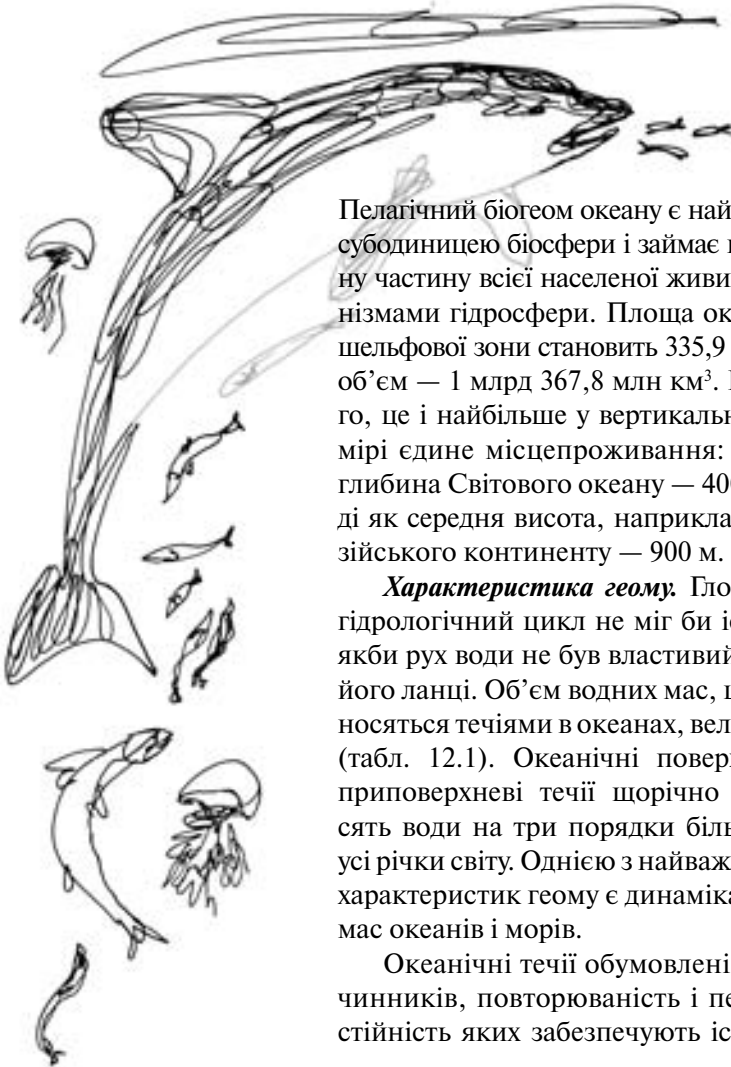 Пелагічний біогеом океану є най
субодиницею біосфери і займає
ну частину всієї населеної живи
нізмами гідросфери. Площа ок
шельфової зони становить 335,9
об’єм — 1 млрд 367,8 млн км³.
го, це і найбільше у вертикальн
мірі єдине місцепроживання:
глибина Світового океану — 400
ді як середня висота, наприкла
зійського континенту — 900 м.
Характеристика геому. Гло
гідрологічний цикл не міг би іс
якби рух води не був властивий
його ланці. Об’єм водних мас,
носяться течіями в океанах, вел
(табл. 12.1). Океанічні повер
приповерхневі течії щорічно
сять води на три порядки біль
усі річки світу. Однією з найваж
характеристик геому є динаміка
мас океанів і морів.
Океанічні течії обумовлені
чинників, повторюваність і пе
стійність яких забезпечують іс